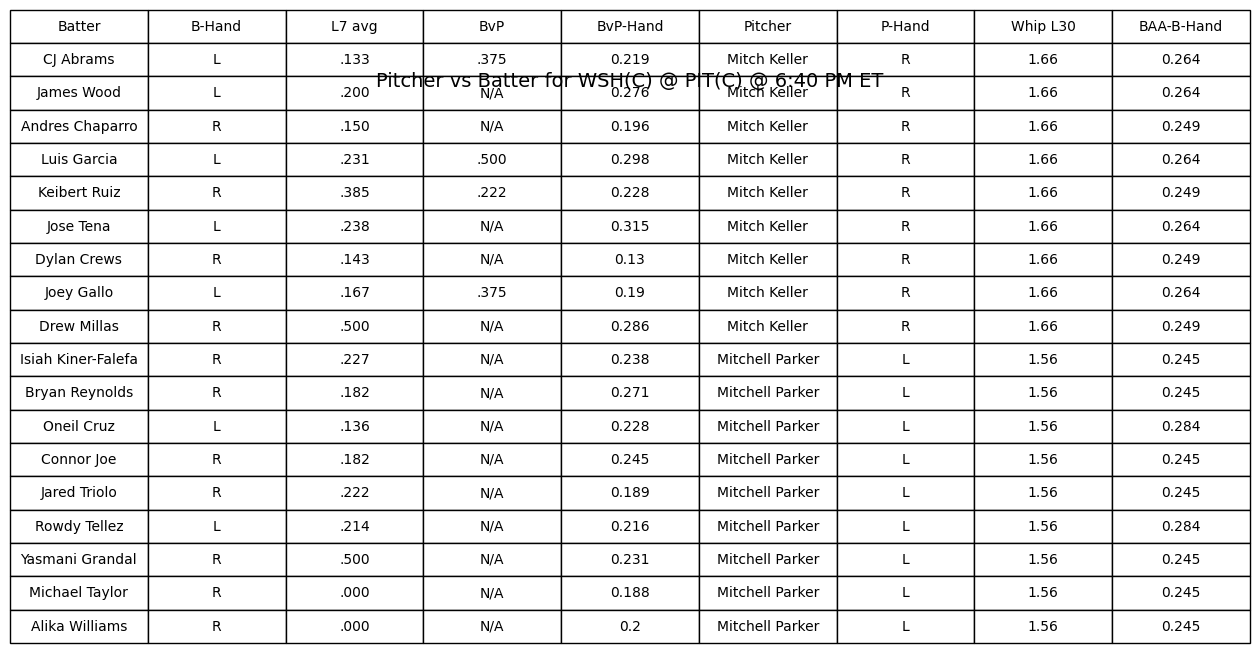 Batter B-Hand L7 avg BvP BvP-Hand Pitcher P-Hand Whip L30 BAA-B-Hand
CJ Abrams L .133 .375 0.219 Mitch Keller R 1.66 0.264
Pitcher vs Batter for WSH(C) @ PIT(C) @ 6:40 PM ET
James Wood L .200 N/A 0.276 Mitch Keller R 1.66 0.264
Andres Chaparro R .150 N/A 0.196 Mitch Keller R 1.66 0.249
Luis Garcia L .231 .500 0.298 Mitch Keller R 1.66 0.264
Keibert Ruiz R .385 .222 0.228 Mitch Keller R 1.66 0.249
Jose Tena L .238 N/A 0.315 Mitch Keller R 1.66 0.264
Dylan Crews R .143 N/A 0.13 Mitch Keller R 1.66 0.249
Joey Gallo L .167 .375 0.19 Mitch Keller R 1.66 0.264
Drew Millas R .500 N/A 0.286 Mitch Keller R 1.66 0.249
Isiah Kiner-Falefa R .227 N/A 0.238 Mitchell Parker L 1.56 0.245
Bryan Reynolds R .182 N/A 0.271 Mitchell Parker L 1.56 0.245
Oneil Cruz L .136 N/A 0.228 Mitchell Parker L 1.56 0.284
Connor Joe R .182 N/A 0.245 Mitchell Parker L 1.56 0.245
Jared Triolo R .222 N/A 0.189 Mitchell Parker L 1.56 0.245
Rowdy Tellez L .214 N/A 0.216 Mitchell Parker L 1.56 0.284
Yasmani Grandal R .500 N/A 0.231 Mitchell Parker L 1.56 0.245
Michael Taylor R .000 N/A 0.188 Mitchell Parker L 1.56 0.245
Alika Williams R .000 N/A 0.2 Mitchell Parker L 1.56 0.245